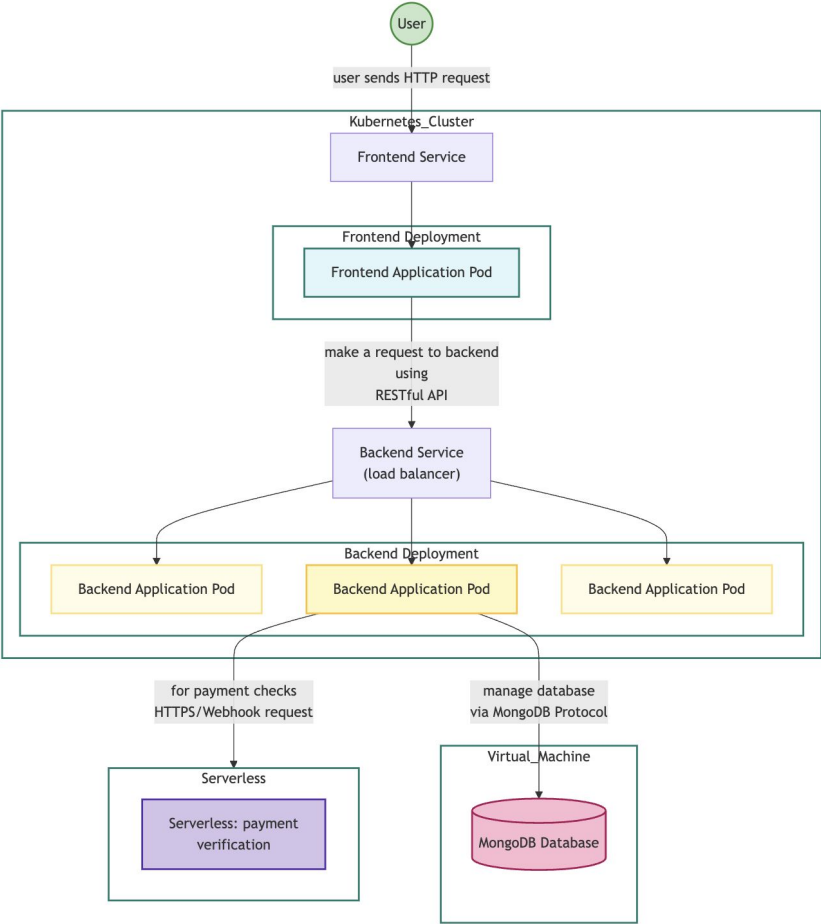 User
user sends HTTP request
Kubernetes_Cluster
Frontend Service
Frontend Deployment
Frontend Application Pod
make a request to backend
using
RESTful API
Backend Service
(load balancer)
Backend Deployment
Backend Application Pod
Backend Application Pod
Backend Application Pod
for payment checks
HTTPS/Webhook request
manage database
via MongoDB Protocol
Serverless
Serverless: payment
verification
Virtual_Machine
MongoDB Database